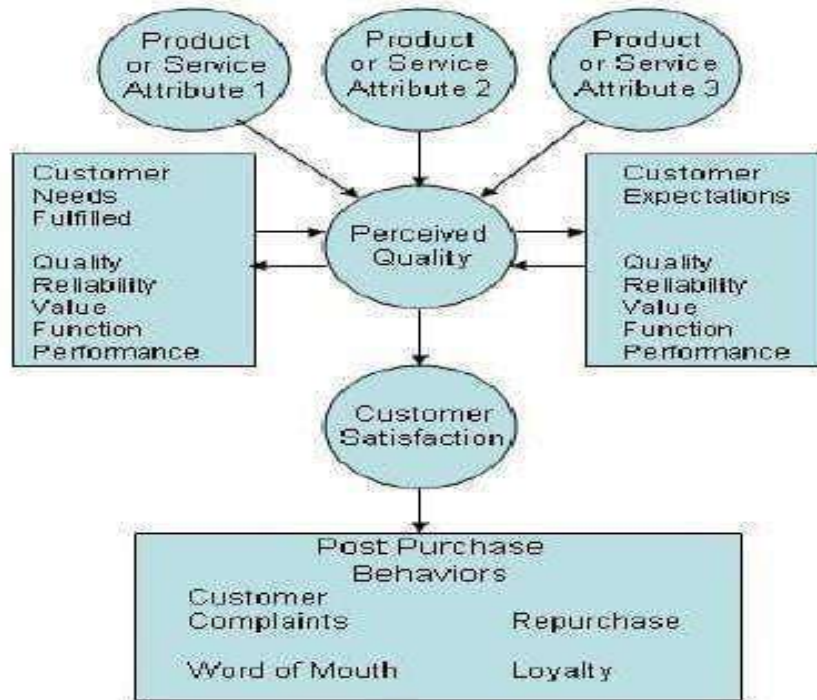 Product
or Service
Attribute 1
Product
or Service
Attribute 2
Product
or Service
Attribute 3
Customer
Needs
Fulfilled
Quality
Reliability
Value
Function
Performance
Perceived
Quality
Customer
Expectations
Quality
Reliability
Value
Function
Performance
Customer
Satisfaction
Post Purchase
Behaviors
Customer
Complaints
Repurchase
Word of Mouth
Loyalty